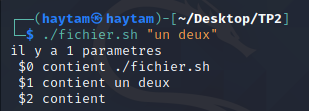 ┌──(haytam㉿haytam)-[~/Desktop/TP2]
└─$ ./fichier.sh "un deux"
il y a 1 parametres
$0 contient ./fichier.sh
$1 contient un deux
$2 contient